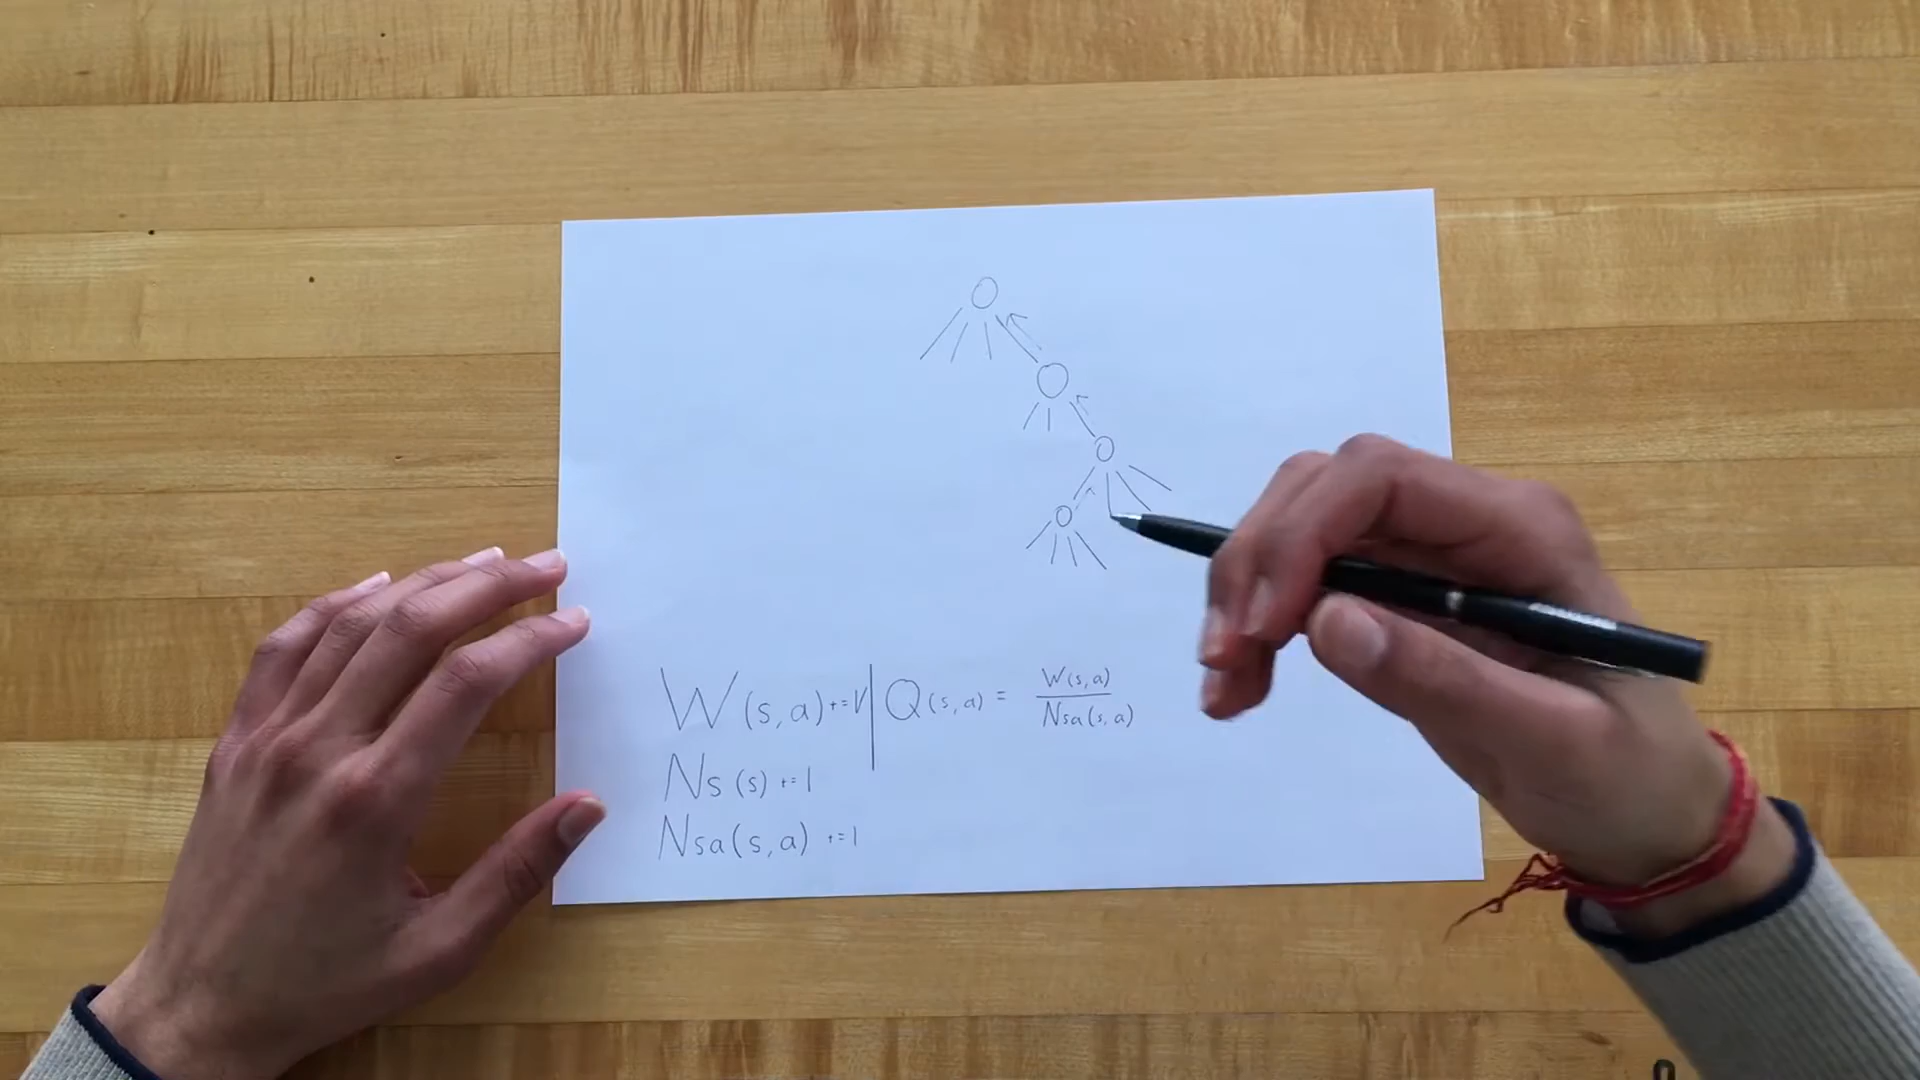 W(s,a)+=V Q(s,a) = W(s,a)/Nsa(s,a)
Ns(s)+=1
Nsa(s,a) +=1